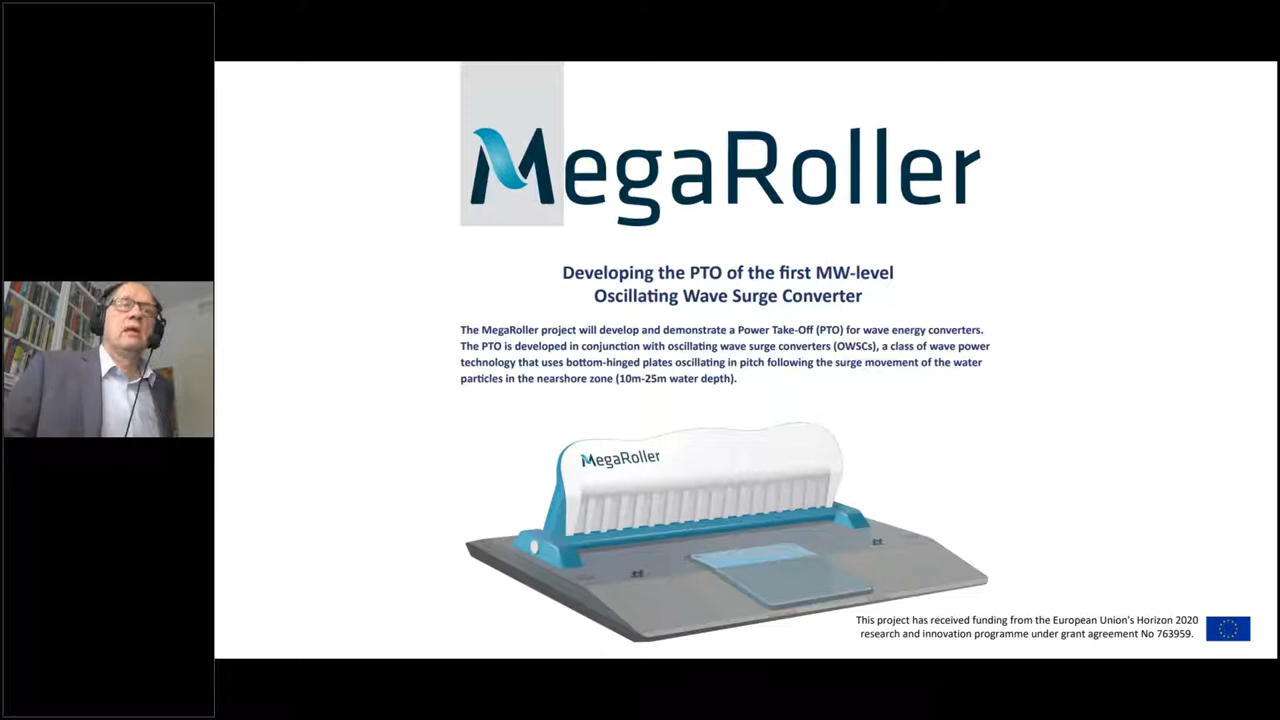 MegaRoller
Developing the PTO of the first MW-level
Oscillating Wave Surge Converter
The MegaRoller project will develop and demonstrate a Power Take-Off (PTO) for wave energy converters.
The PTO is developed in conjunction with oscillating wave surge converters (OWSCs), a class of wave power
technology that uses bottom-hinged plates oscillating in pitch following the surge movement of the water
particles in the nearshore zone (10m-25m water depth).
MegaRoller
This project has received funding from the European Union's Horizon 2020
research and innovation programme under grant agreement No 763959.